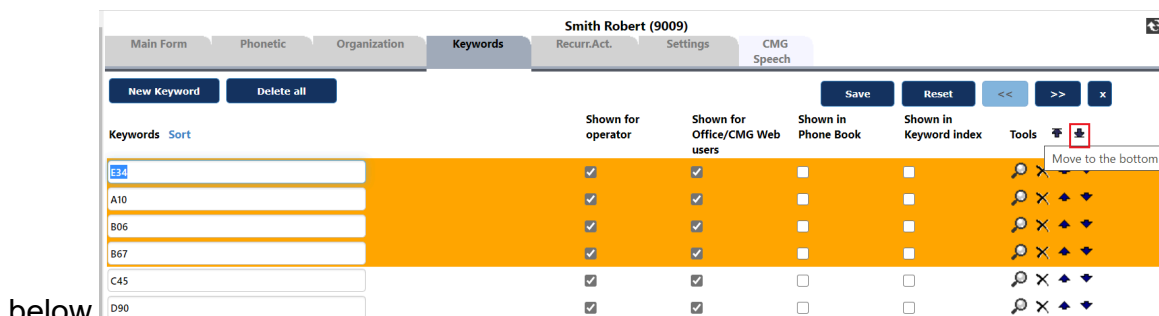 Smith Robert (9009)
Main Form Phonetic Organization Keywords Recurr.Act. Settings CMG Speech
New Keyword Delete all Save Reset << >> x
Keywords Sort Shown for operator Shown for Office/CMG Web users Shown in Phone Book Shown in Keyword index Tools
Move to the bottom
E34
A10
B06
B67
C45
below D90